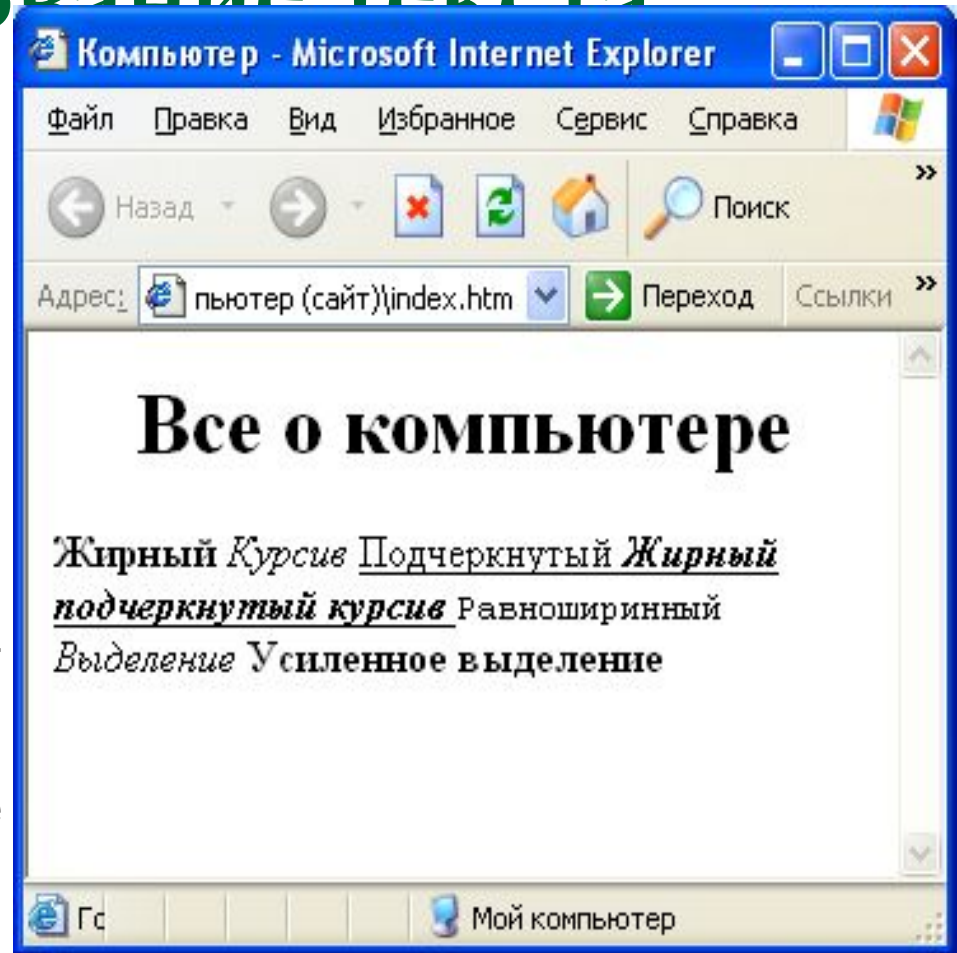 Компьютер - Microsoft Internet Explorer
Файл Правка Вид Избранное Сервис Справка
Назад Поиск »
Адрес: пьютер (сайт)\index.htm Переход Ссылки »
Все о компьютере
Жирный Курсив Подчеркнутый Жирный
подчеркнутый курсив Равноширинный
Выделение Усиленное выделение
Мой компьютер